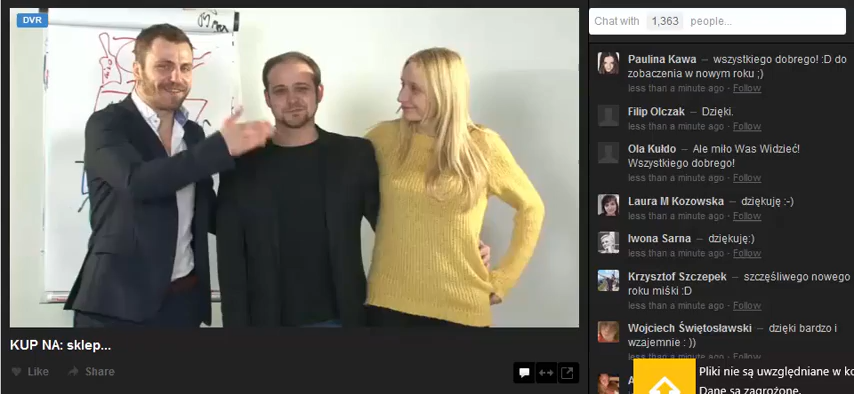 DVR
KUP NA: sklep...
Like Share
Chat with 1,363 people...
Paulina Kawa – wszystkiego dobrego! :D do
zobaczenia w nowym roku ;)
less than a minute ago · Follow
Filip Olczak – Dzięki.
less than a minute ago · Follow
Ola Kułdo – Ale miło Was Widzieć!
Wszystkiego dobrego!
less than a minute ago · Follow
Laura M Kozowska – dziękuję :-)
less than a minute ago · Follow
Iwona Sarna – dziękuję:)
less than a minute ago · Follow
Krzysztof Szczepek – szczęśliwego nowego
roku miśki :D
less than a minute ago · Follow
Wojciech Świętosławski – dzięki bardzo i
wzajemnie : ))
less than a minute ago · Follow
A
Pliki nie są uwzględniane w ko
Dane są zagrożone.